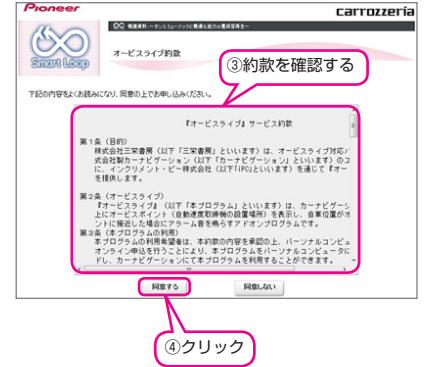 Pioneer
carrozzeria
Smart Loop
オービスライブ約款
③約款を確認する
下記の内容をよくお読みになり、同意の上でお申し込みください。
『オービスライブ』サービス約款
第1条（目的）
株式会社三栄書房（以下「三栄書房」といいます）は、オービスライブ対応パ
式会社製カーナビゲーション（以下「カーナビゲーション」といいます）のユ
に、インクリメント・ピー株式会社（以下「iPC」といいます）を通じて『オー
を提供します。
第2条（オービスライブ）
『オービスライブ』（以下「本プログラム」といいます）は、カーナビゲーシ
上にオービスポイント（自動速度取締機の設置場所）を表示し、自車位置がオ
ントに接近した場合にアラーム音を鳴らすアドオンプログラムです。
第3条（本プログラムの利用）
本プログラムの利用希望者は、本約款の内容を承認の上、パーソナルコンピュ
オンライン申込を行うことにより、本プログラムをパーソナルコンピュータに
ドし、カーナビゲーションにて本プログラムを利用することができます。
同意する
同意しない
④クリック